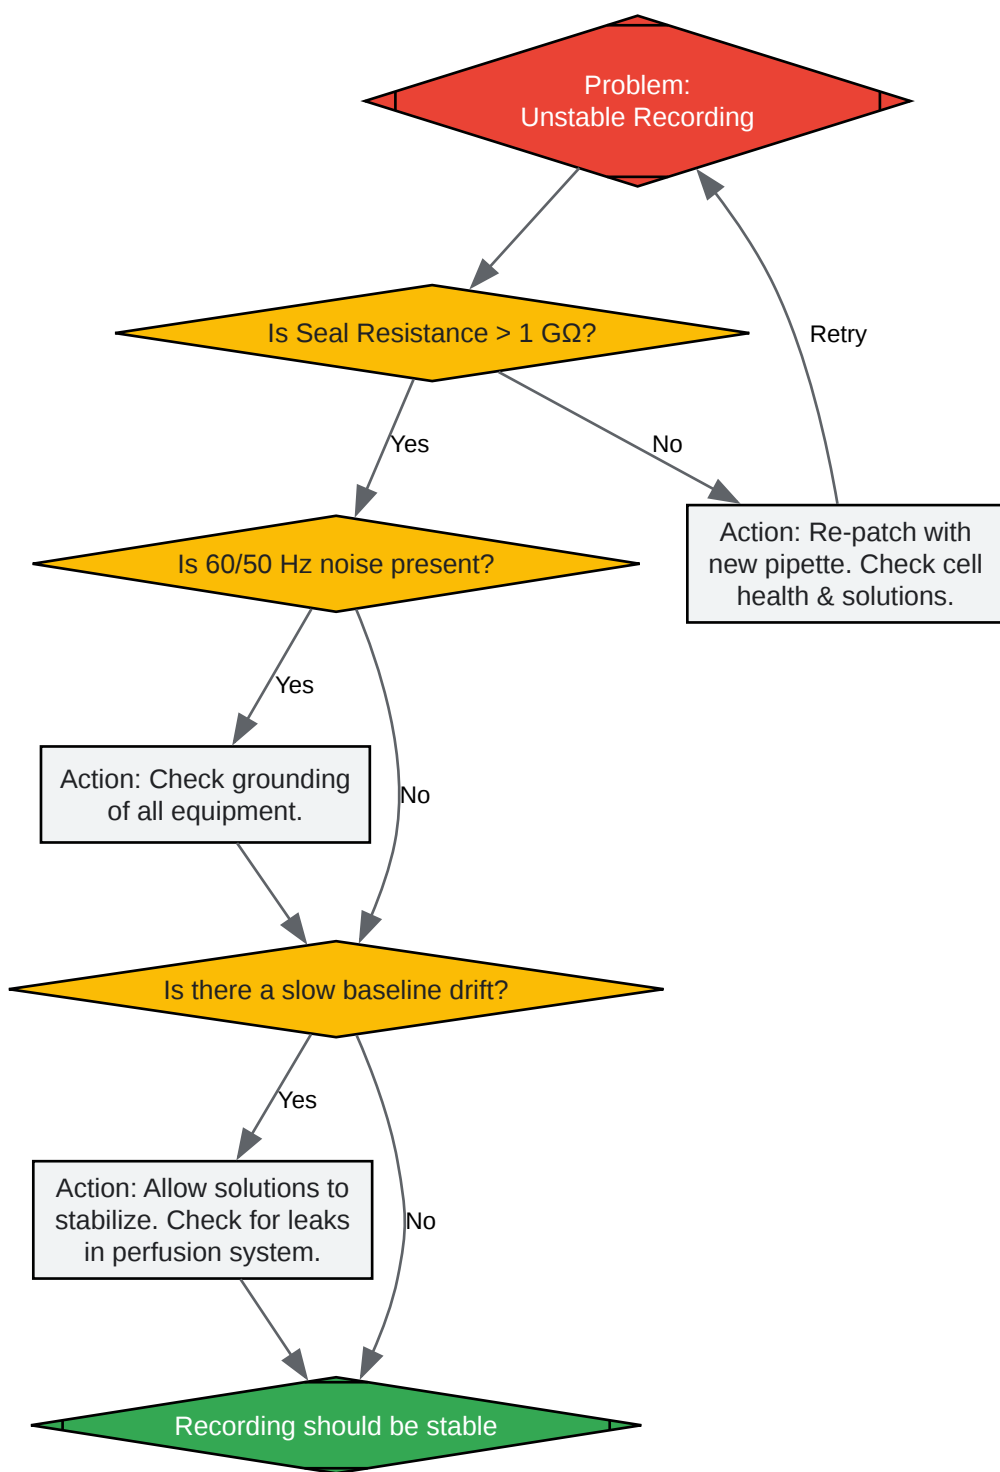 Problem:
Unstable Recording
Is Seal Resistance > 1 GΩ?
Retry
Yes
No
Action: Re-patch with
new pipette. Check cell
health & solutions.
Is 60/50 Hz noise present?
Yes
Action: Check grounding
of all equipment.
No
Is there a slow baseline drift?
Yes
Action: Allow solutions to
stabilize. Check for leaks
in perfusion system.
No
Recording should be stable